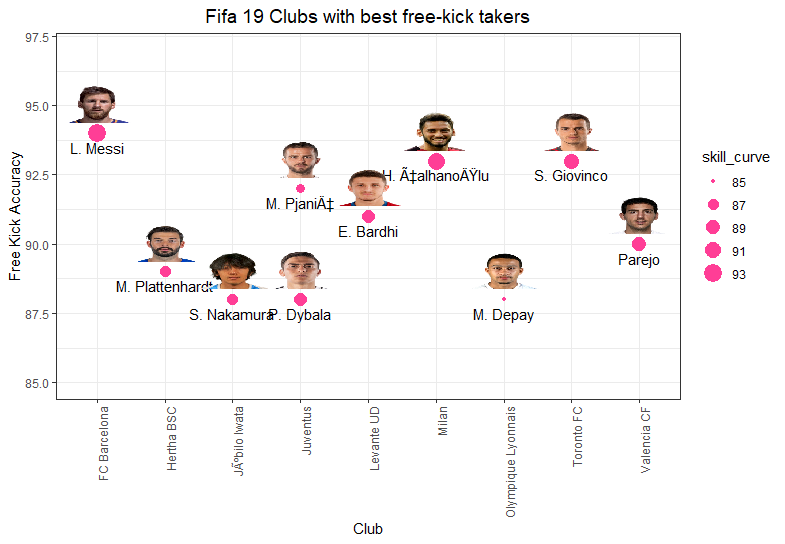 Fifa 19 Clubs with best free-kick takers
Free Kick Accuracy
97.5
95.0
92.5
90.0
87.5
85.0
L. Messi
H. Ã‡alhanoÄŸlu
S. Giovinco
M. PjaniÄ‡
E. Bardhi
Parejo
M. Plattenhardt
S. Nakamura
P. Dybala
M. Depay
FC Barcelona
Hertha BSC
JÃºbilo Iwata
Juventus
Levante UD
Milan
Olympique Lyonnais
Toronto FC
Valencia CF
Club
skill_curve
85
87
89
91
93